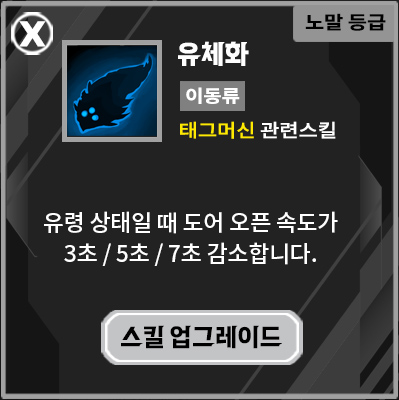 X
노말 등급
유체화
이동류
태그머신 관련스킬
유령 상태일 때 도어 오픈 속도가
3초 / 5초 / 7초 감소합니다.
스킬 업그레이드